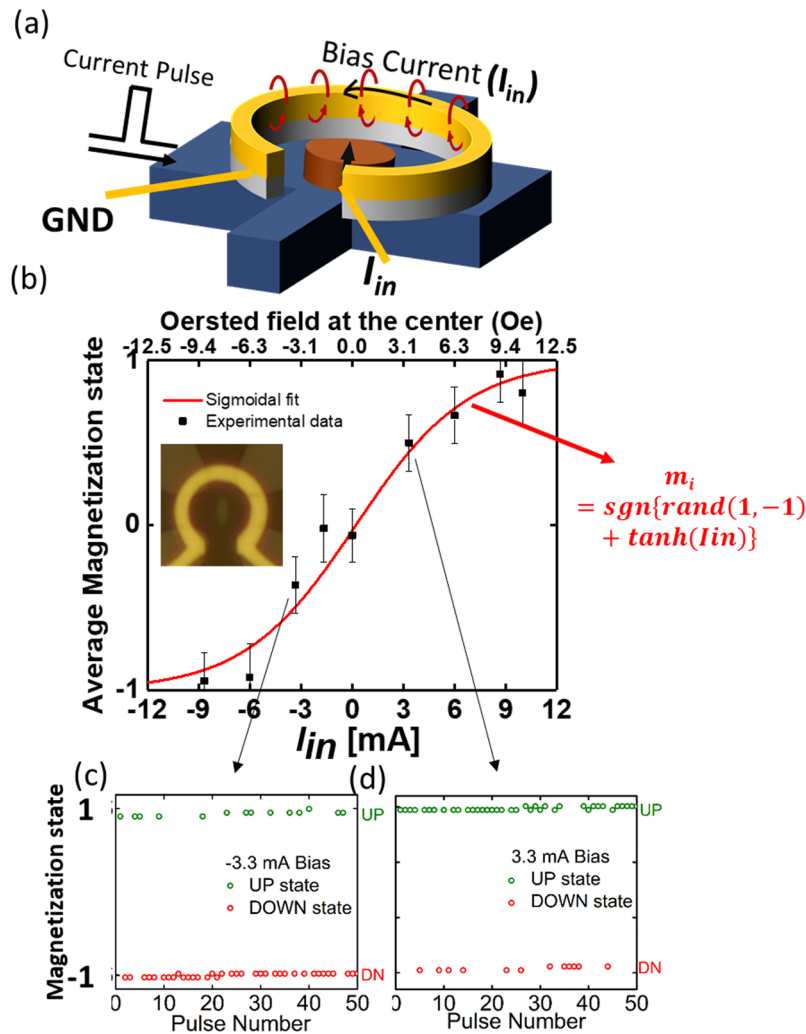 (a)
Current Pulse
Bias Current (Iin)
GND
Iin
(b)
Oersted field at the center (Oe)
-12.5 -9.4 -6.3 -3.1 0.0 3.1 6.3 9.4 12.5
Average Magnetization state
1
0
-1
Sigmoidal fit
Experimental data
mi
= sgn{rand(1,-1)
+ tanh(Iin)}
-12 -9 -6 -3 0 3 6 9 12
Iin [mA]
(c)
Magnetization state
1
-1
UP
-3.3 mA Bias
UP state
DOWN state
DN
0 10 20 30 40 50
Pulse Number
(d)
UP
3.3 mA Bias
UP state
DOWN state
DN
0 10 20 30 40 50
Pulse Number